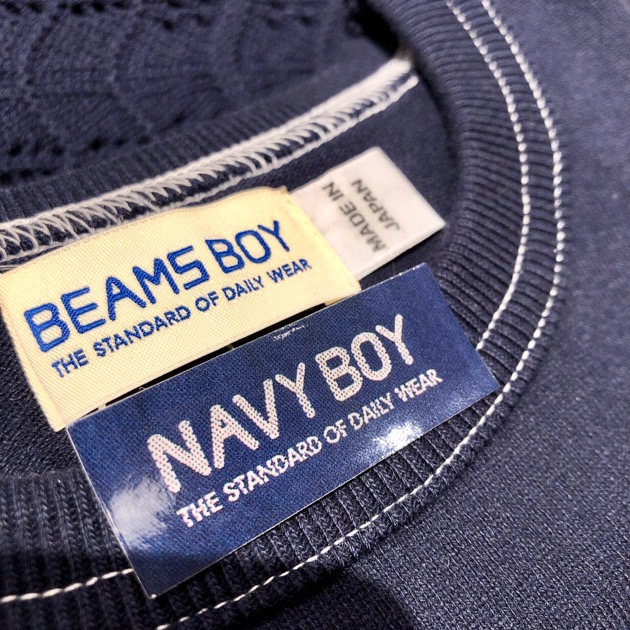 BEAMS BOY
THE STANDARD OF DAILY WEAR
MADE IN
JAPAN
NAVY BOY
THE STANDARD OF DAILY WEAR